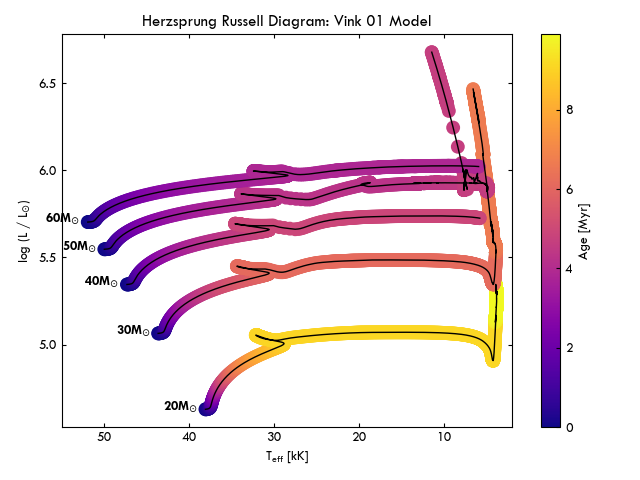 Herzsprung Russell Diagram: Vink 01 Model
6.5
6.0
5.5
5.0
log (L / L⊙)
60M⊙
50M⊙
40M⊙
30M⊙
20M⊙
50 40 30 20 10
T_eff [kK]
8
6
4
2
0
Age [Myr]